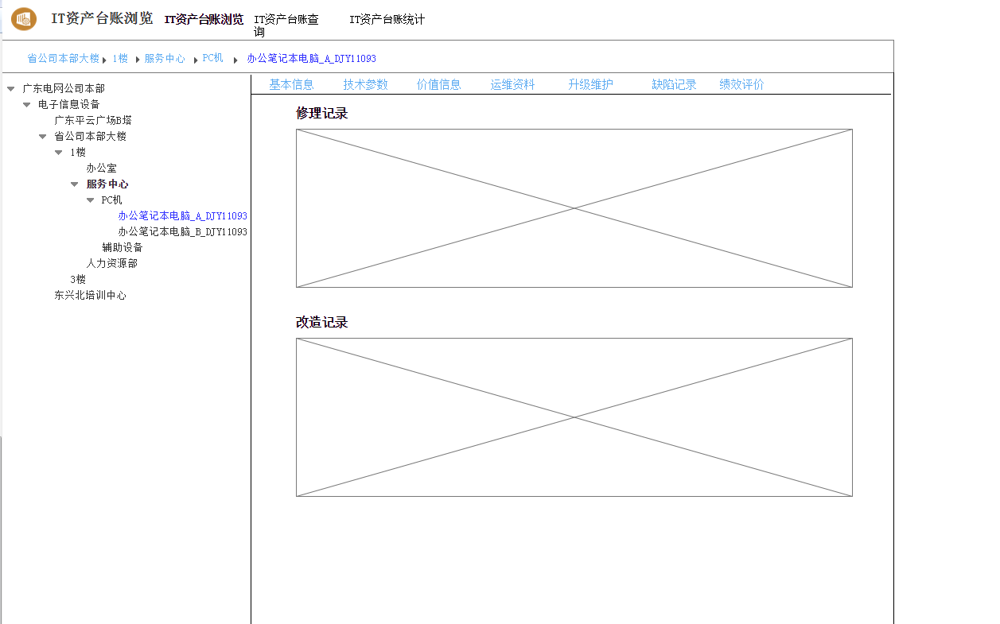 IT资产台账浏览
IT资产台账浏览
IT资产台账查
询
IT资产台账统计
省公司本部大楼
1楼
服务中心
PC机
办公笔记本电脑_A_DJY11093
广东电网公司本部
电子信息设备
广东平云广场B塔
省公司本部大楼
1楼
办公室
服务中心
PC机
办公笔记本电脑_A_DJY11093
办公笔记本电脑_B_DJY11093
辅助设备
人力资源部
3楼
东兴北培训中心
基本信息
技术参数
价值信息
运维资料
升级维护
缺陷记录
绩效评价
修理记录
改造记录